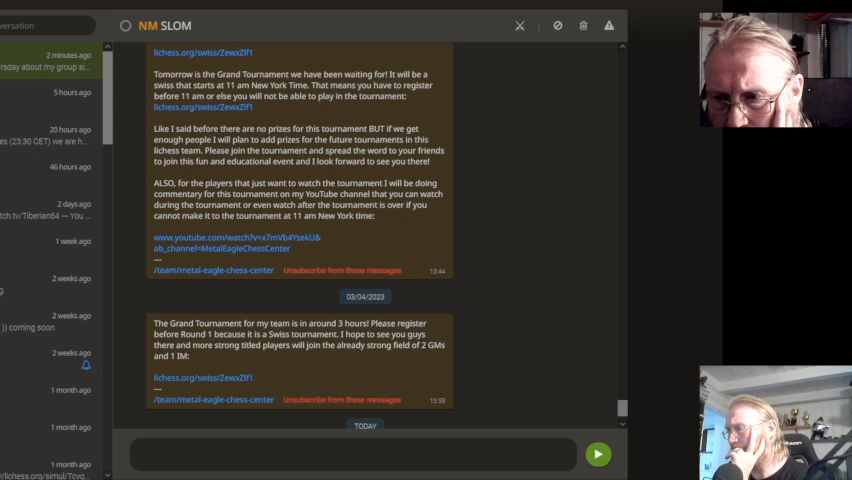 versation
NM SLOM
2 minutes ago
rsday about my group si...
5 hours ago
20 hours ago
es (23:30 CET) we are h...
46 hours ago
2 days ago
tch.tv/Tiberian64 — You ...
1 week ago
2 weeks ago
g.
2 weeks ago
)) coming soon
2 weeks ago
1 month ago
1 month ago
1 month ago
lichess.org/swiss/ZewxZlf1
Tomorrow is the Grand Tournament we have been waiting for! It will be a
swiss that starts at 11 am New York Time. That means you have to register
before 11 am or else you will not be able to play in the tournament:
lichess.org/swiss/ZewxZlf1
Like I said before there are no prizes for this tournament BUT if we get
enough people I will plan to add prizes for the future tournaments in this
lichess team. Please join the tournament and spread the word to your friends
to join this fun and educational event and I look forward to see you there!
ALSO, for the players that just want to watch the tournament I will be doing
commentary for this tournament on my YouTube channel that you can watch
during the tournament or even watch after the tournament is over if you
cannot make it to the tournament at 11 am New York time:
www.youtube.com/watch?v=x7mVb4YsekU&
ab_channel=MetalEagleChessCenter
---
/team/metal-eagle-chess-center Unsubscribe from these messages 13:44
03/04/2023
The Grand Tournament for my team is in around 3 hours! Please register
before Round 1 because it is a Swiss tournament. I hope to see you guys
there and more strong titled players will join the already strong field of 2 GMs
and 1 IM:
lichess.org/swiss/ZewxZlf1
---
/team/metal-eagle-chess-center Unsubscribe from these messages 13:58
TODAY